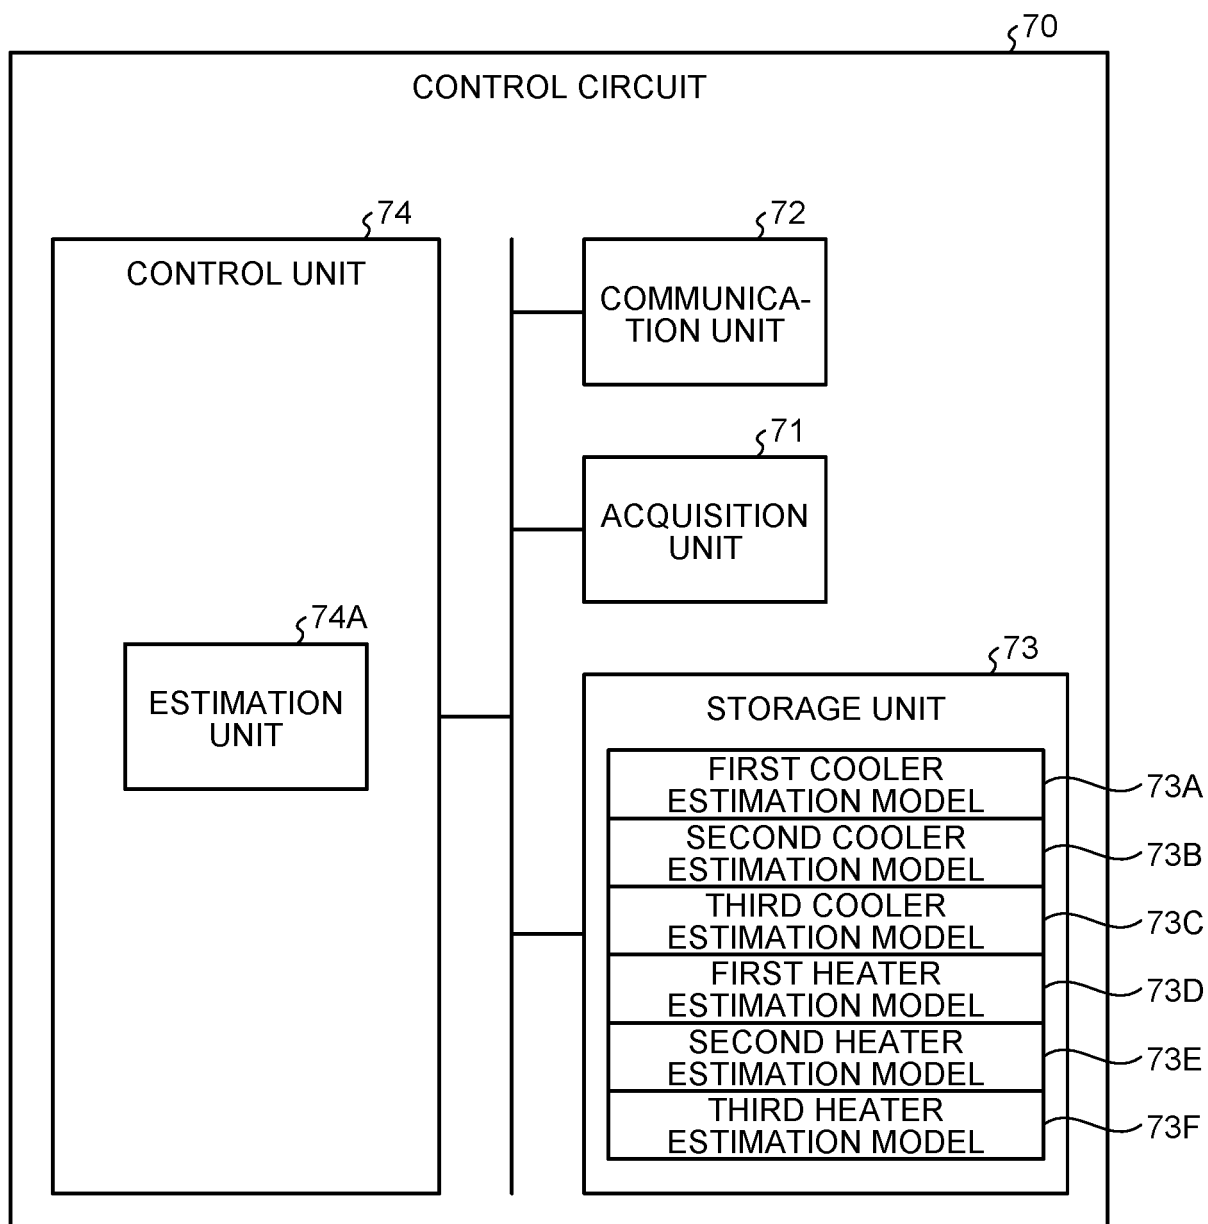 70
CONTROL CIRCUIT
74
CONTROL UNIT
74A
ESTIMATION
UNIT
72
COMMUNICA-
TION UNIT
71
ACQUISITION
UNIT
73
STORAGE UNIT
FIRST COOLER
ESTIMATION MODEL
73A
SECOND COOLER
ESTIMATION MODEL
73B
THIRD COOLER
ESTIMATION MODEL
73C
FIRST HEATER
ESTIMATION MODEL
73D
SECOND HEATER
ESTIMATION MODEL
73E
THIRD HEATER
ESTIMATION MODEL
73F